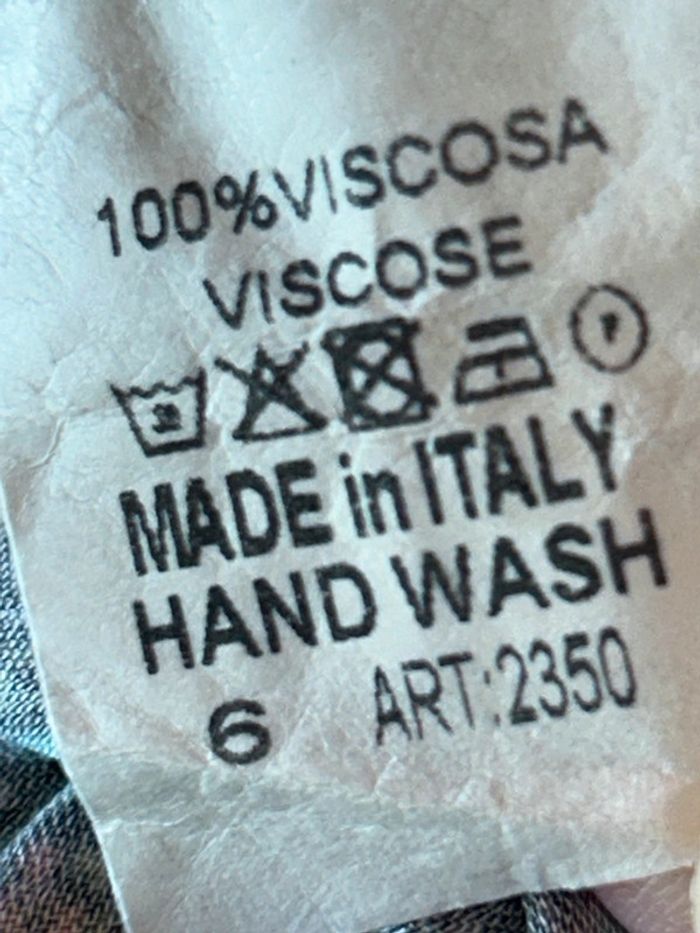 100%VISCOSA
VISCOSE
P
MADE in ITALY
HAND WASH
6 ART:2350